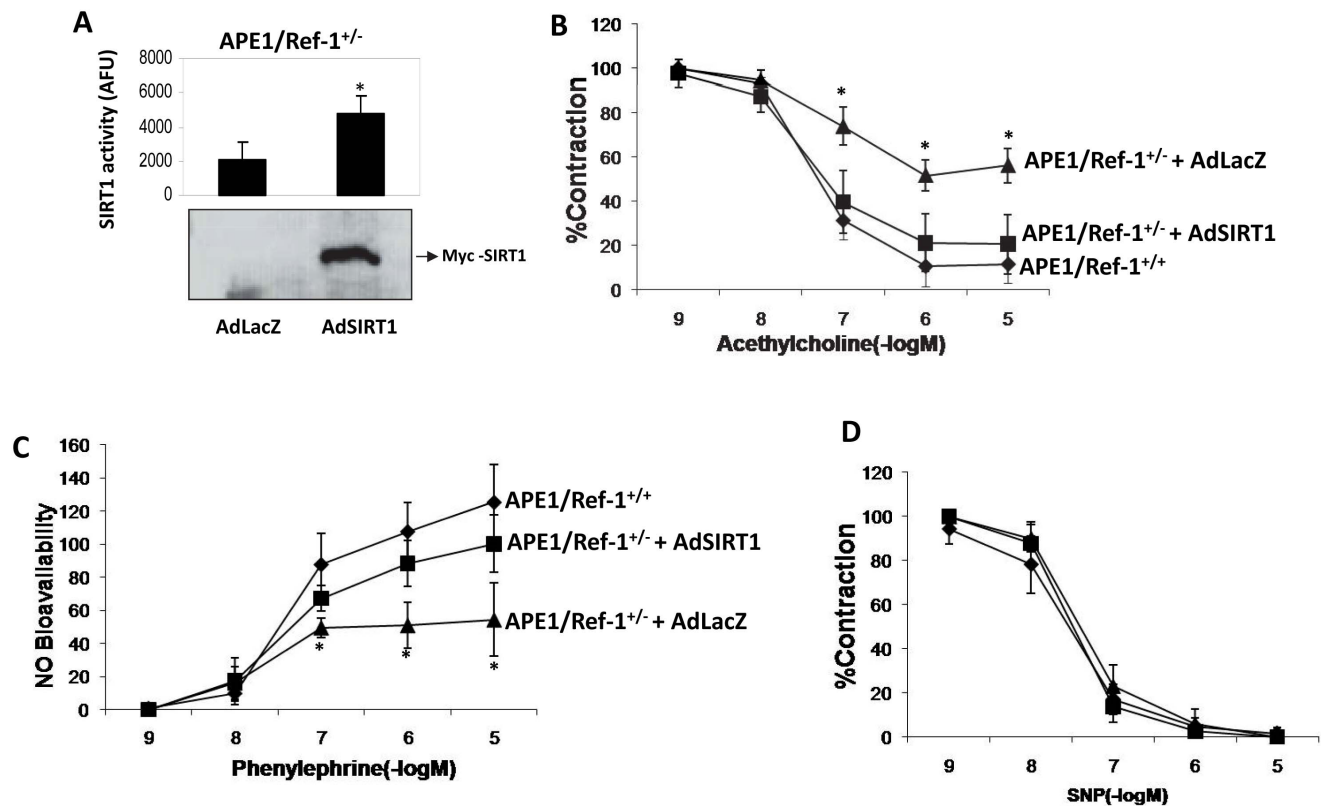 A
APE1/Ref-1+/-
SIRT1 activity (AFU)
8000
6000
4000
2000
0
*
Myc -SIRT1
AdLacZ AdSIRT1
B
%Contraction
120
100
80
60
40
20
0
* * *
APE1/Ref-1+/- + AdLacZ
APE1/Ref-1+/- + AdSIRT1
APE1/Ref-1+/+
9 8 7 6 5
Acethylcholine(-logM)
C
NO Bioavallability
160
140
120
100
80
60
40
20
0
APE1/Ref-1+/+
APE1/Ref-1+/- + AdSIRT1
APE1/Ref-1+/- + AdLacZ
* * *
9 8 7 6 5
Phenylephrine(-logM)
D
%Contraction
120
100
80
60
40
20
0
9 8 7 6 5
SNP(-logM)